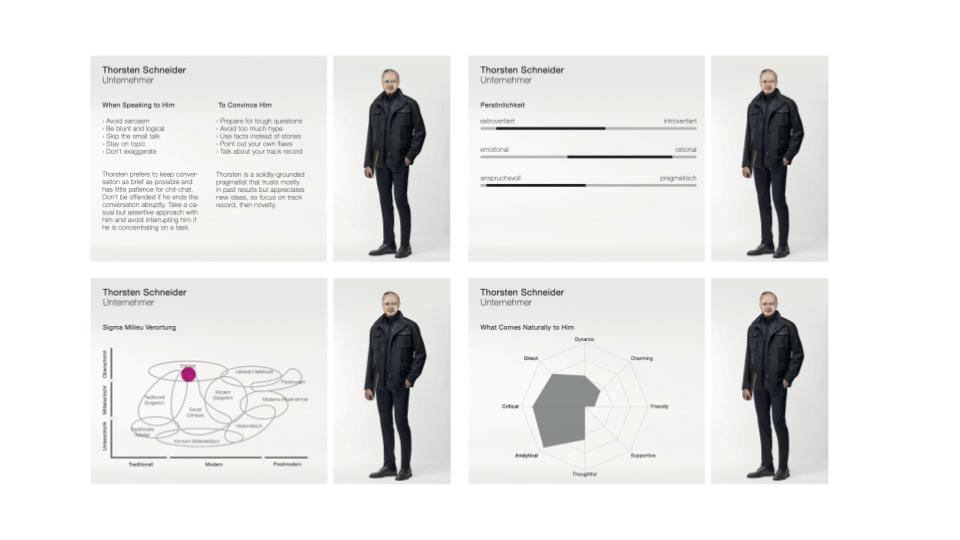 Thorsten Schneider
Unternehmer
When Speaking to Him
- Avoid sarcasm
- Be blunt and logical
- Skip the small talk
- Stay on topic
- Don't exaggerate
Thorsten prefers to keep conver-
sation as brief as possible and
has little patience for chit-chat.
Don't be offended if he ends the
conversation abruptly. Take a ca-
sual but assertive approach with
him and avoid interrupting him if
he is concentrating on a task.
To Convince Him
- Prepare for tough questions
- Avoid too much hype
- Use facts instead of stories
- Point out your own flaws
- Talk about your track record
Thorsten is a solidly-grounded
pragmatist that trusts mostly
in past results but appreciates
new ideas, so focus on track
record, then novelty.
Thorsten Schneider
Unternehmer
Persönlichkeit
extrovertiert introvertiert
emotional rational
anspruchsvoll pragmatisch
Thorsten Schneider
Unternehmer
Sigma Milieu Verortung
Oberschicht
Mittelschicht
Unterschicht
Liberal-Intellektuell
Postmodern
Traditionell
Bürgerlich
Modern
Bürgerlich
Moderne Arbeitnehmer
Social
Climbers
Traditionelle
Arbeiter
Hedonistisch
Konsum-Materialistisch
Traditionell
Modern
Postmodern
Thorsten Schneider
Unternehmer
What Comes Naturally to Him
Dynamic
Direct
Charming
Critical
Friendly
Analytical
Supportive
Thoughtful